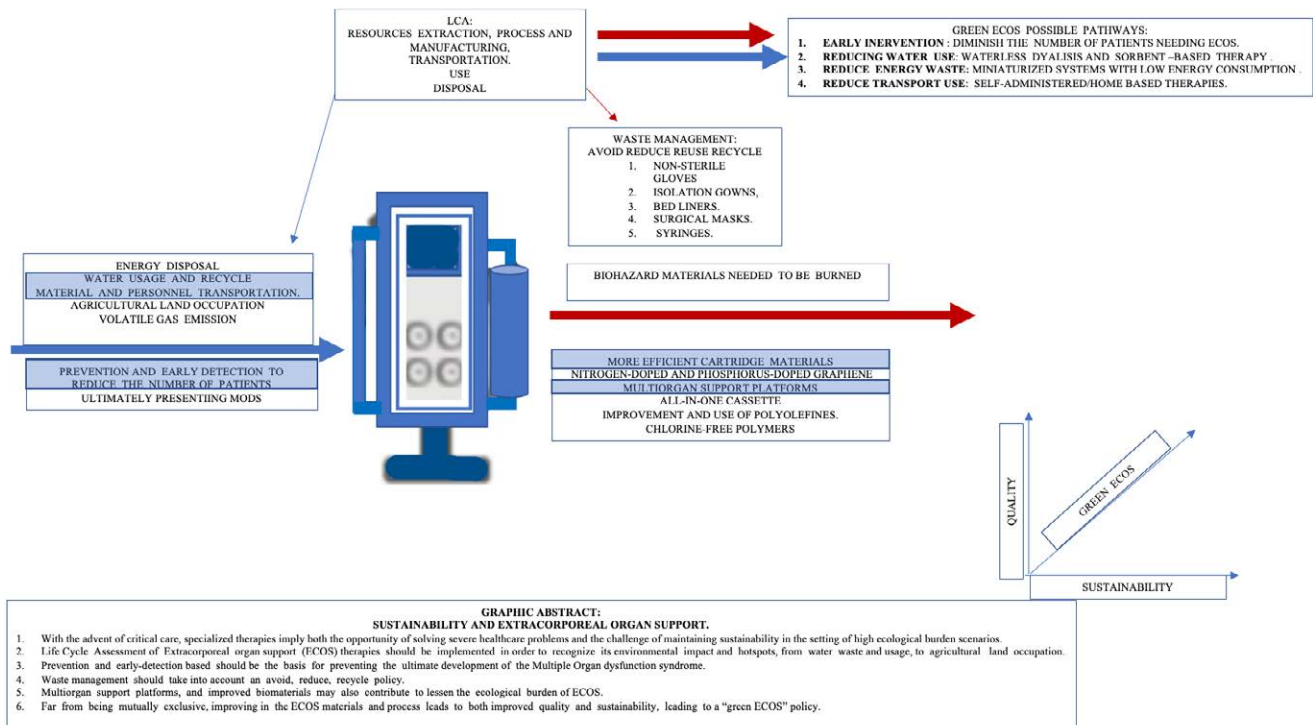 LCA:
RESOURCES EXTRACTION, PROCESS AND
MANUFACTURING,
TRANSPORTATION.
USE
DISPOSAL
GREEN ECOS POSSIBLE PATHWAYS:
1. EARLY INERVENTION : DIMINISH THE NUMBER OF PATIENTS NEEDING ECOS.
2. REDUCING WATER USE: WATERLESS DYALISIS AND SORBENT –BASED THERAPY .
3. REDUCE ENERGY WASTE: MINIATURIZED SYSTEMS WITH LOW ENERGY CONSUMPTION .
4. REDUCE TRANSPORT USE: SELF-ADMINISTERED/HOME BASED THERAPIES.
WASTE MANAGEMENT:
AVOID REDUCE REUSE RECYCLE
1. NON-STERILE
GLOVES
2. ISOLATION GOWNS,
3. BED LINERS.
4. SURGICAL MASKS.
5. SYRINGES.
ENERGY DISPOSAL
WATER USAGE AND RECYCLE
MATERIAL AND PERSONNEL TRANSPORTATION.
AGRICULTURAL LAND OCCUPATION
VOLATILE GAS EMISSION
PREVENTION AND EARLY DETECTION TO
REDUCE THE NUMBER OF PATIENTS
ULTIMATELY PRESENTIING MODS
BIOHAZARD MATERIALS NEEDED TO BE BURNED
MORE EFFICIENT CARTRIDGE MATERIALS
NITROGEN-DOPED AND PHOSPHORUS-DOPED GRAPHENE
MULTIORGAN SUPPORT PLATFORMS
ALL-IN-ONE CASSETTE
IMPROVEMENT AND USE OF POLYOLEFINES.
CHLORINE-FREE POLYMERS
QUALITY
GREEN ECOS
SUSTAINABILITY
GRAPHIC ABSTRACT:
SUSTAINABILITY AND EXTRACORPOREAL ORGAN SUPPORT.
1. With the advent of critical care, specialized therapies imply both the opportunity of solving severe healthcare problems and the challenge of maintaining sustainability in the setting of high ecological burden scenarios.
2. Life Cycle Assessment of Extracorporeal organ support (ECOS) therapies should be implemented in order to recognize its environmental impact and hotspots, from water waste and usage, to agricultural land occupation.
3. Prevention and early-detection based should be the basis for preventing the ultimate development of the Multiple Organ dysfunction syndrome.
4. Waste management should take into account an avoid, reduce, recycle policy.
5. Multiorgan support platforms, and improved biomaterials may also contribute to lessen the ecological burden of ECOS.
6. Far from being mutually exclusive, improving in the ECOS materials and process leads to both improved quality and sustainability, leading to a “green ECOS” policy.